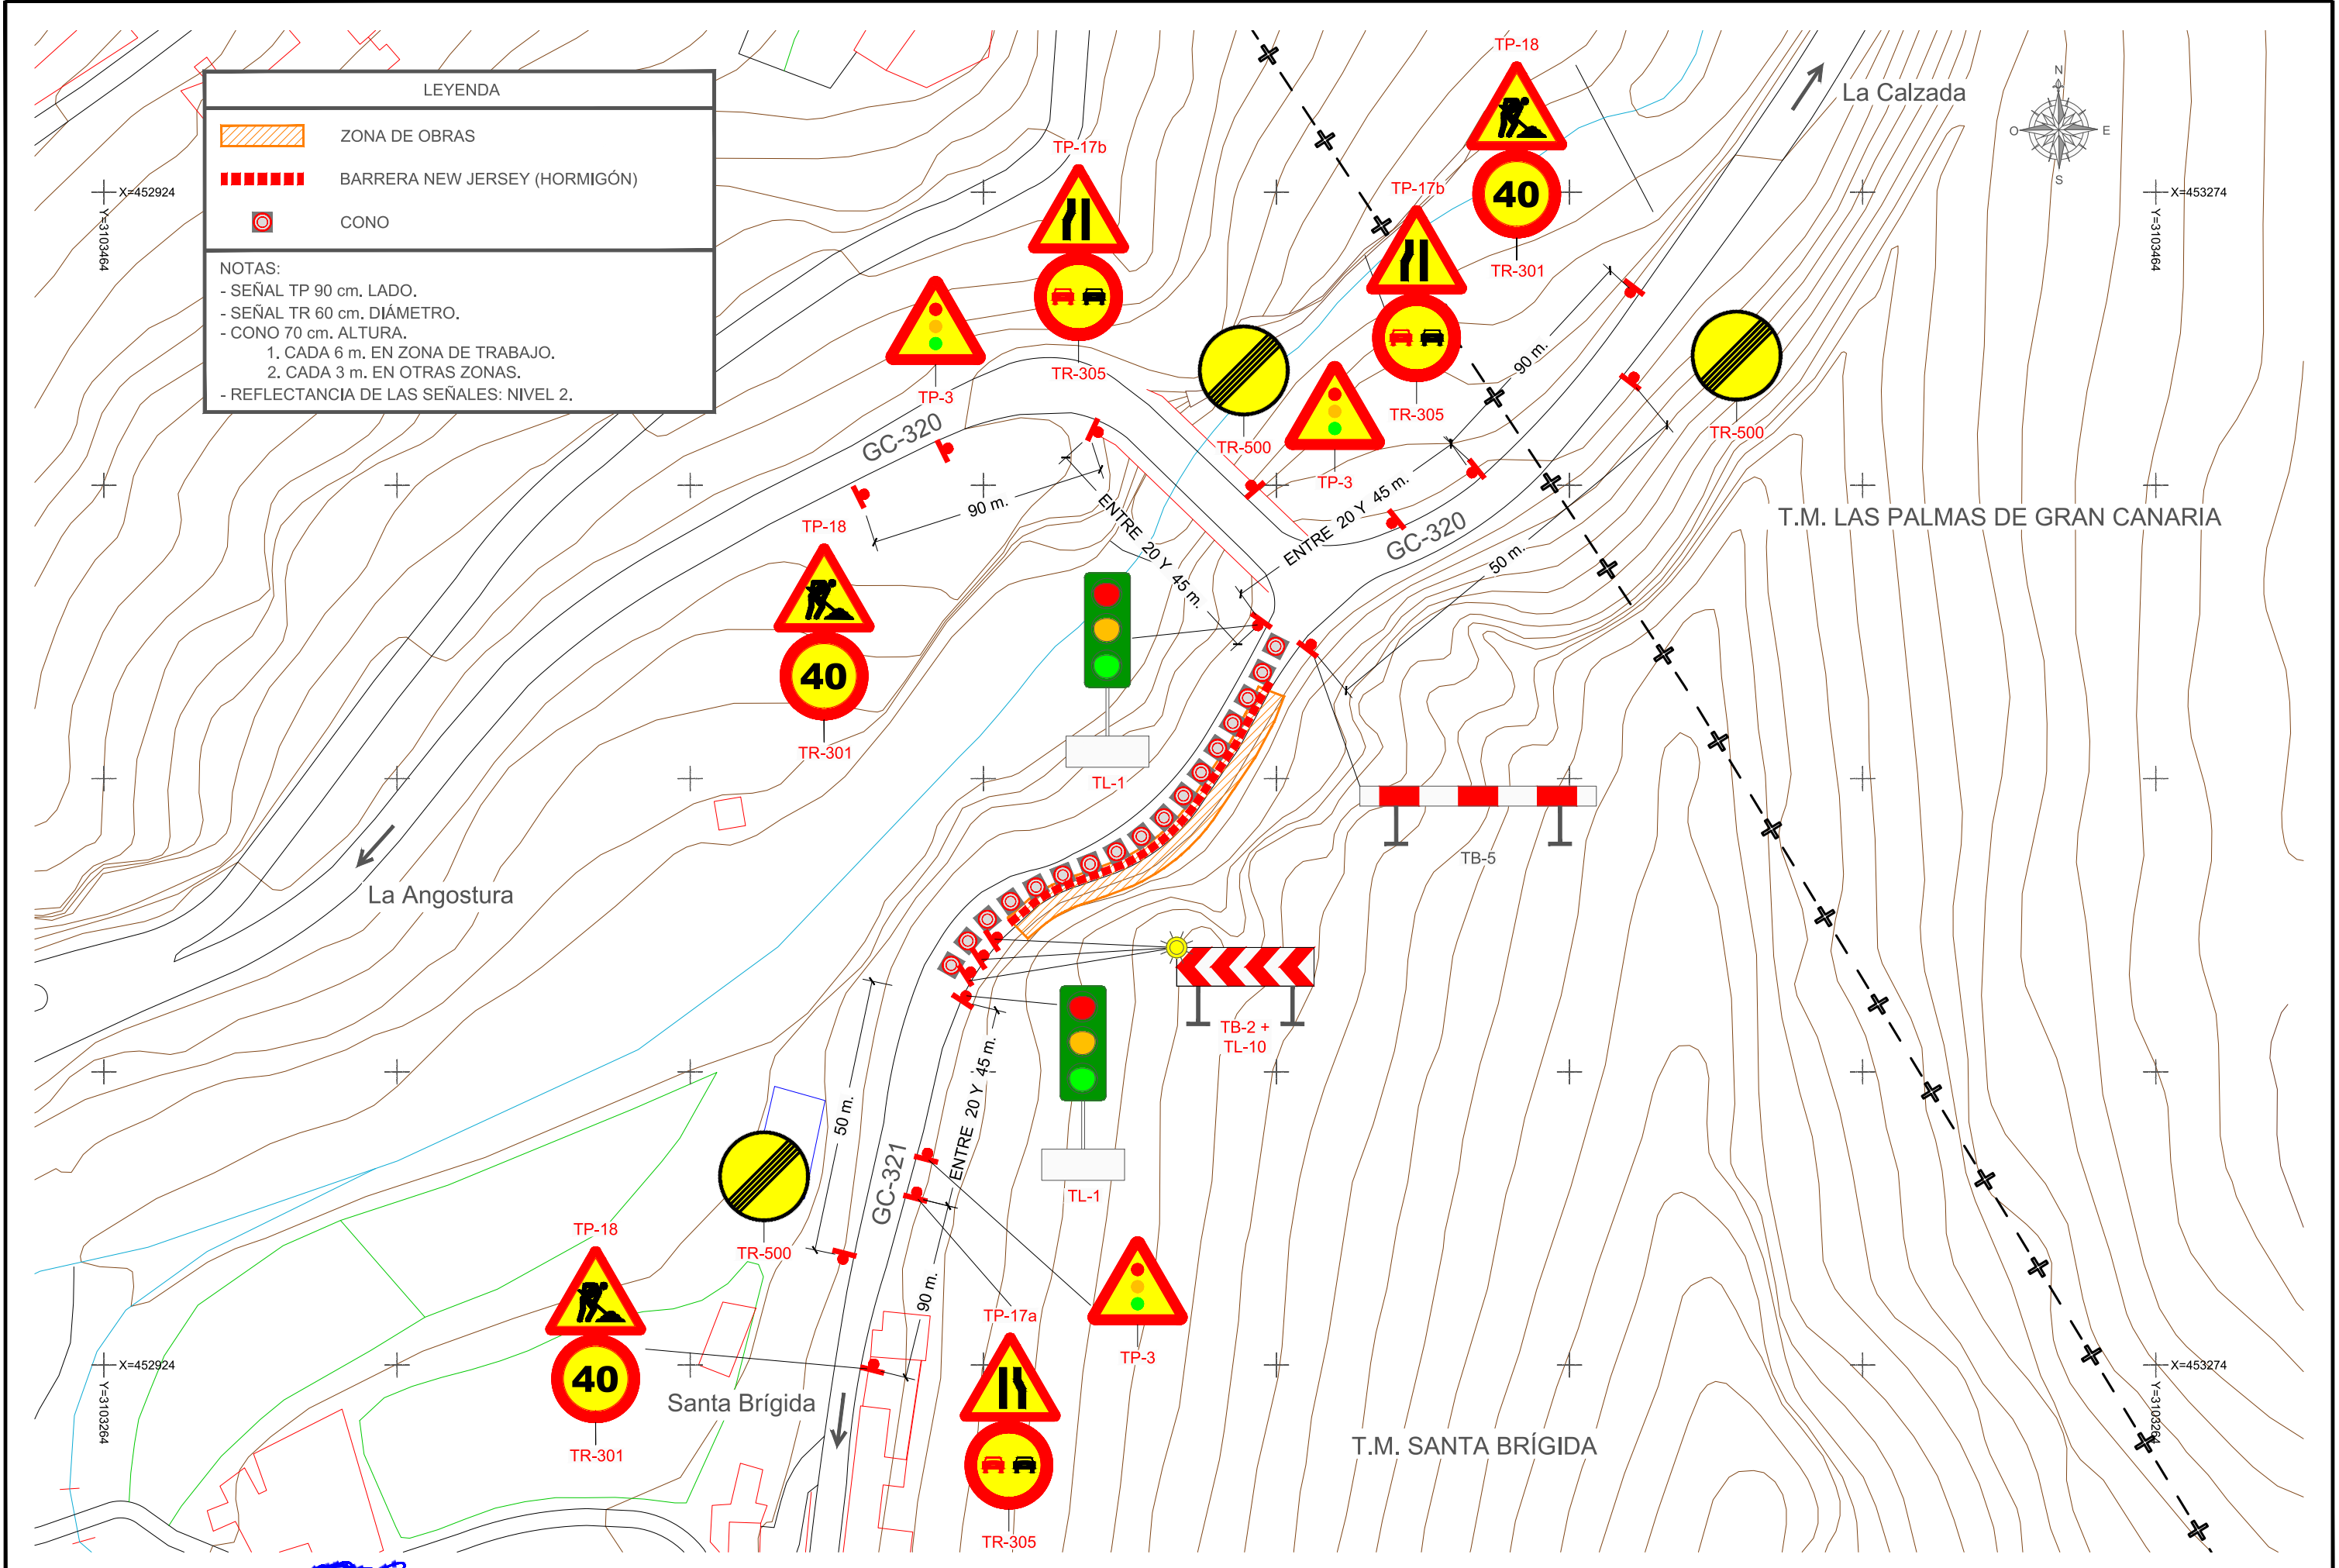 LEYENDA
ZONA DE OBRAS
BARRERA NEW JERSEY (HORMIGÓN)
CONO
NOTAS:
- SEÑAL TP 90 cm. LADO.
- SEÑAL TR 60 cm. DIÁMETRO.
- CONO 70 cm. ALTURA.
1. CADA 6 m. EN ZONA DE TRABAJO.
2. CADA 3 m. EN OTRAS ZONAS.
- REFLECTANCIA DE LAS SEÑALES: NIVEL 2.
X=452924
Y=3103464
TP-18
40
TR-301
La Calzada
N
O
E
S
X=453274
Y=3103464
TP-17b
TR-305
TP-17b
TR-305
TP-3
TR-500
TP-3
90 m.
TR-500
GC-320
90 m.
ENTRE 20 Y 45 m.
ENTRE 20 Y 45 m.
GC-320
50 m.
T.M. LAS PALMAS DE GRAN CANARIA
TP-18
40
TR-301
TL-1
TB-5
La Angostura
TB-2 +
TL-10
TL-1
50 m.
ENTRE 20 Y 45 m.
GC-321
90 m.
TR-500
TP-18
40
TR-301
TP-17a
TR-305
TP-3
Santa Brígida
T.M. SANTA BRÍGIDA
X=452924
Y=3103264
X=453274
Y=3103264